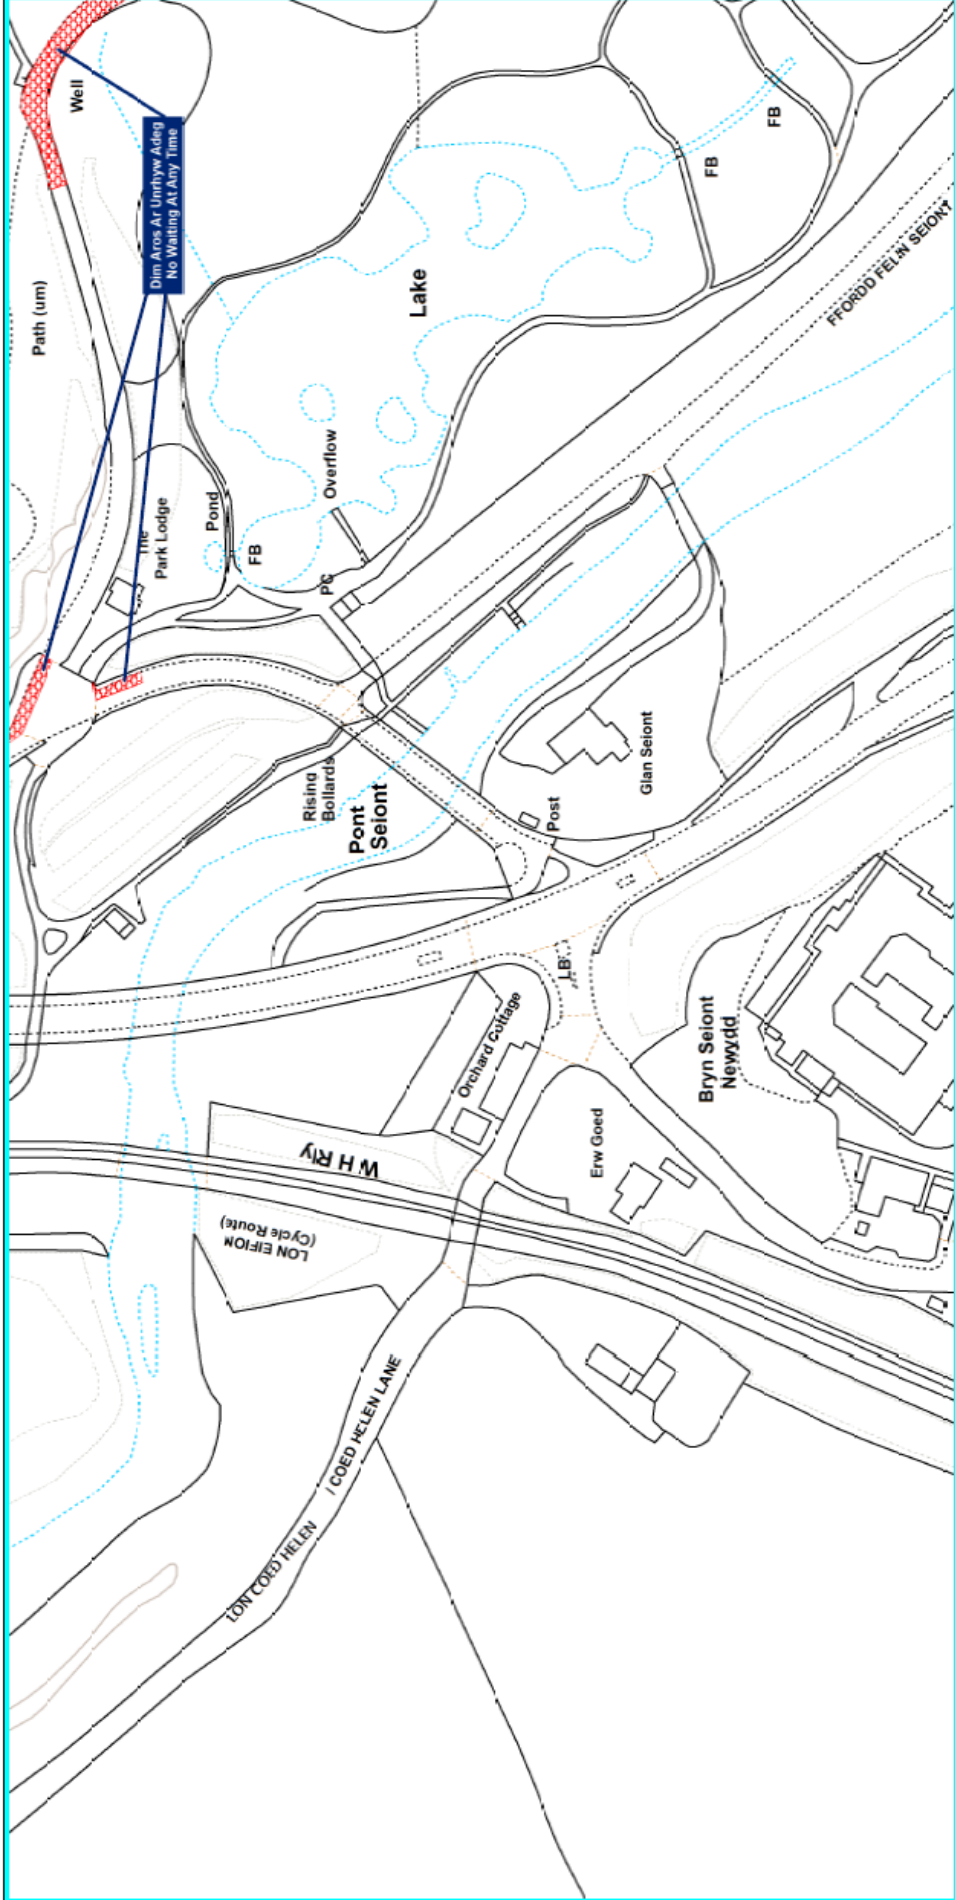 Well
Dim Aros Ar Unrhyw Adeg
No Waiting At Any Time
Path (um)
FB
FB
Lake
FFORDD FELIN SEIONT
The
Park Lodge
Pond
FB
Overflow
PC
Rising
Bollards
Pont
Seiont
Post
Glan Seiont
LB
Orchard Cottage
Bryn Seiont
Newydd
Erw Goed
W H Rly
LON EIFION
(Cycle Route)
LON COED HELEN
/ COED HELEN LANE